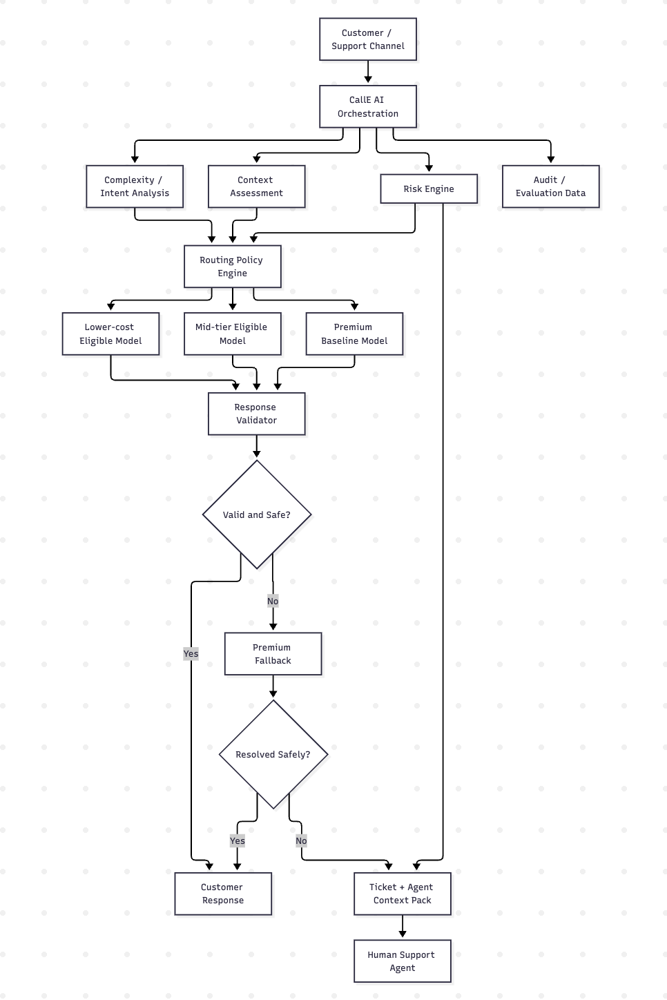 Customer /
Support Channel
CallE AI
Orchestration
Complexity /
Intent Analysis
Context
Assessment
Risk Engine
Audit /
Evaluation Data
Routing Policy
Engine
Lower-cost
Eligible Model
Mid-tier Eligible
Model
Premium
Baseline Model
Response
Validator
Valid and Safe?
No
Yes
Premium
Fallback
Resolved Safely?
Yes
No
Customer
Response
Ticket + Agent
Context Pack
Human Support
Agent